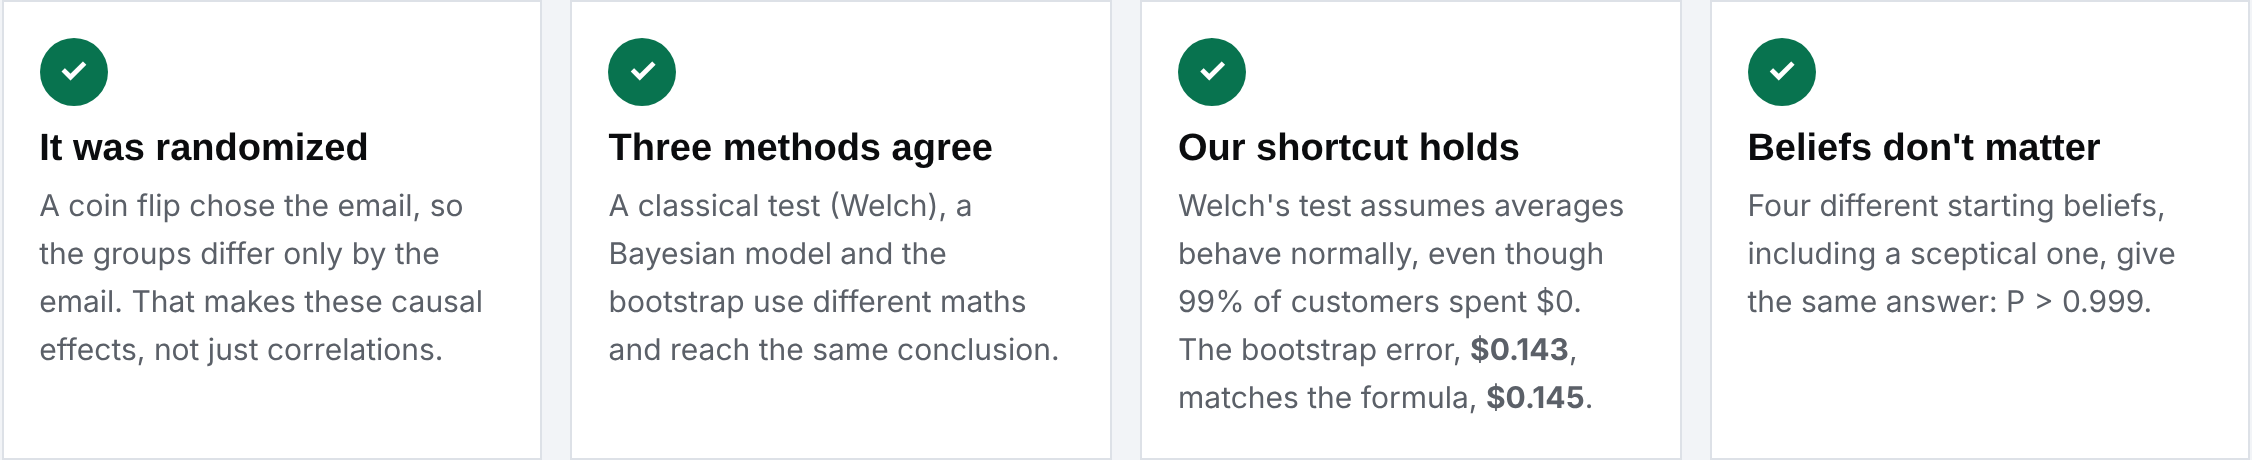 It was randomized
A coin flip chose the email, so
the groups differ only by the
email. That makes these causal
effects, not just correlations.
Three methods agree
A classical test (Welch), a
Bayesian model and the
bootstrap use different maths
and reach the same conclusion.
Our shortcut holds
Welch's test assumes averages
behave normally, even though
99% of customers spent $0.
The bootstrap error, $0.143,
matches the formula, $0.145.
Beliefs don't matter
Four different starting beliefs,
including a sceptical one, give
the same answer: P > 0.999.